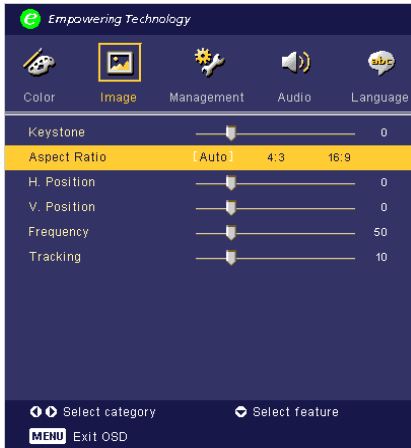 e Empowering Technology
abc
Color Image Management Audio Language
Keystone 0
Aspect Ratio [Auto] 4:3 16:9
H. Position 0
V. Position 0
Frequency 50
Tracking 10
Select category Select feature
MENU Exit OSD